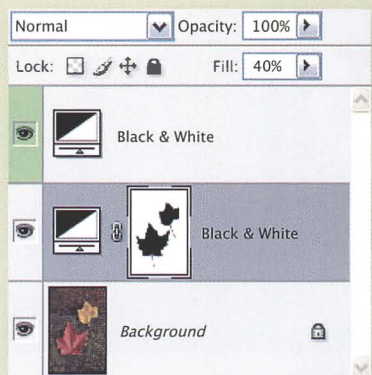 Normal Opacity: 100%
Lock: Fill: 40%
Black & White
Black & White
Background